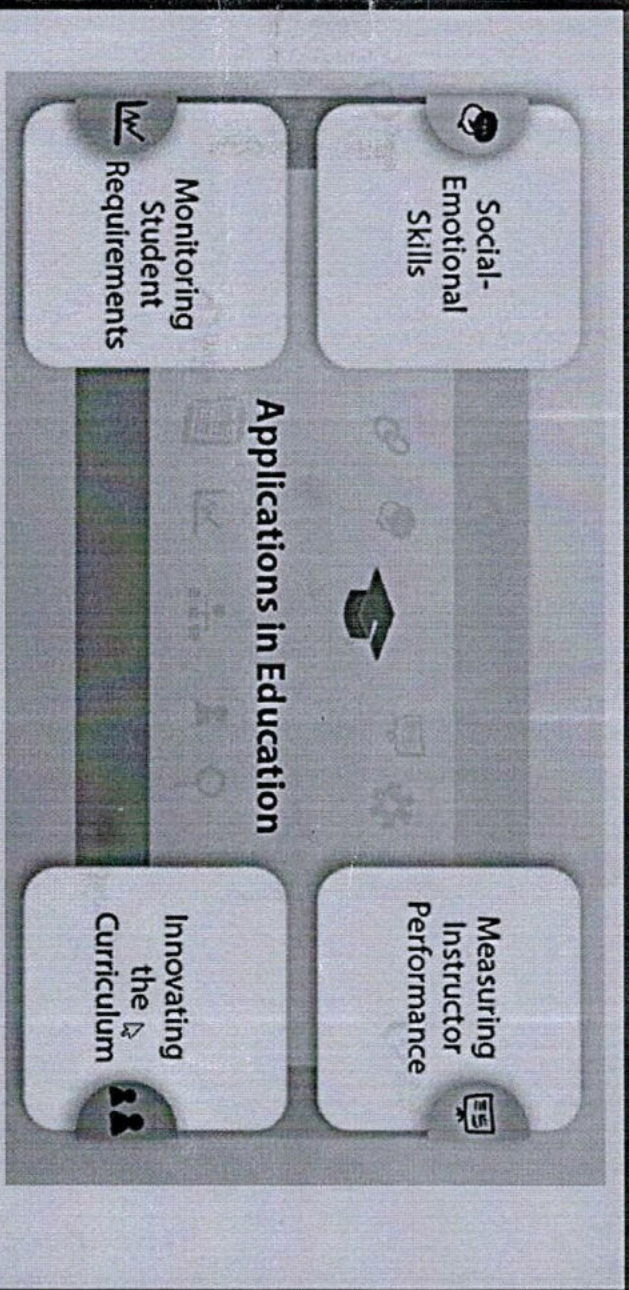 Social-
Emotional
Skills
Measuring
Instructor
Performance
Applications in Education
Monitoring
Student
Requirements
Innovating
the
Curriculum